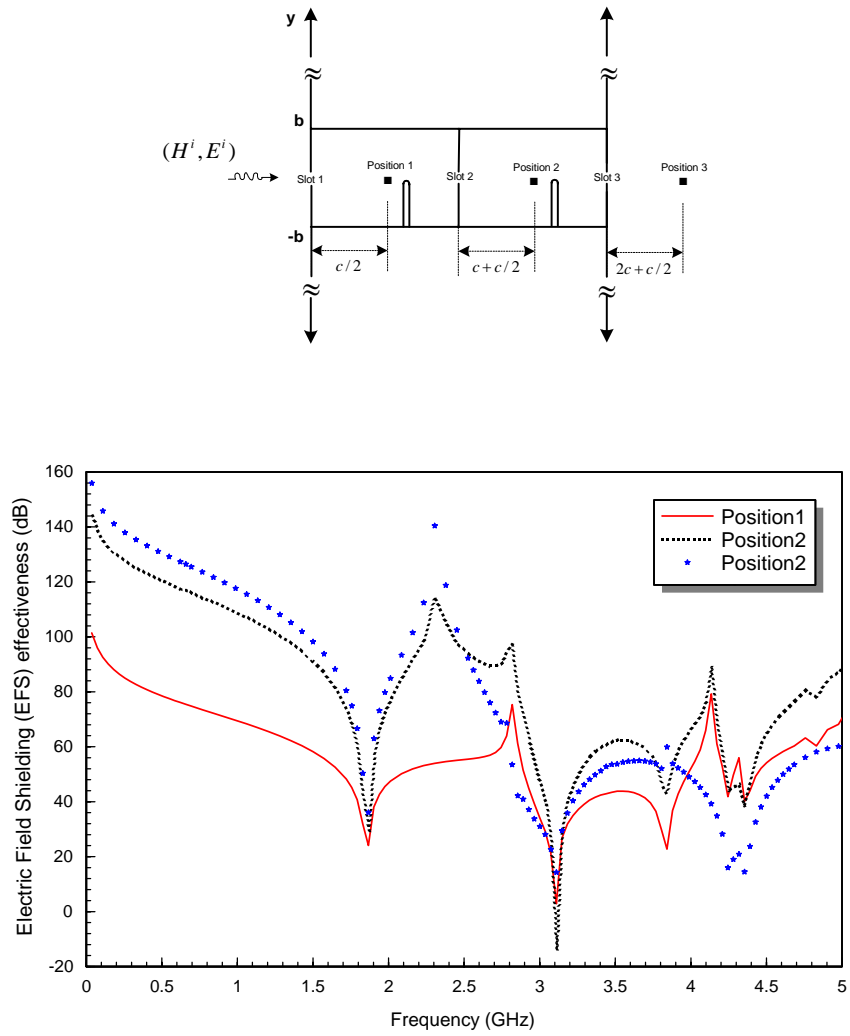 y
b
(Hⁱ, Eⁱ)
Position 1
Position 2
Position 3
Slot 1
Slot 2
Slot 3
-b
c / 2
c + c / 2
2c + c / 2
Electric Field Shielding (EFS) effectiveness (dB)
160
140
120
100
80
60
40
20
0
-20
Position1
Position2
Position2
0 0.5 1 1.5 2 2.5 3 3.5 4 4.5 5
Frequency (GHz)